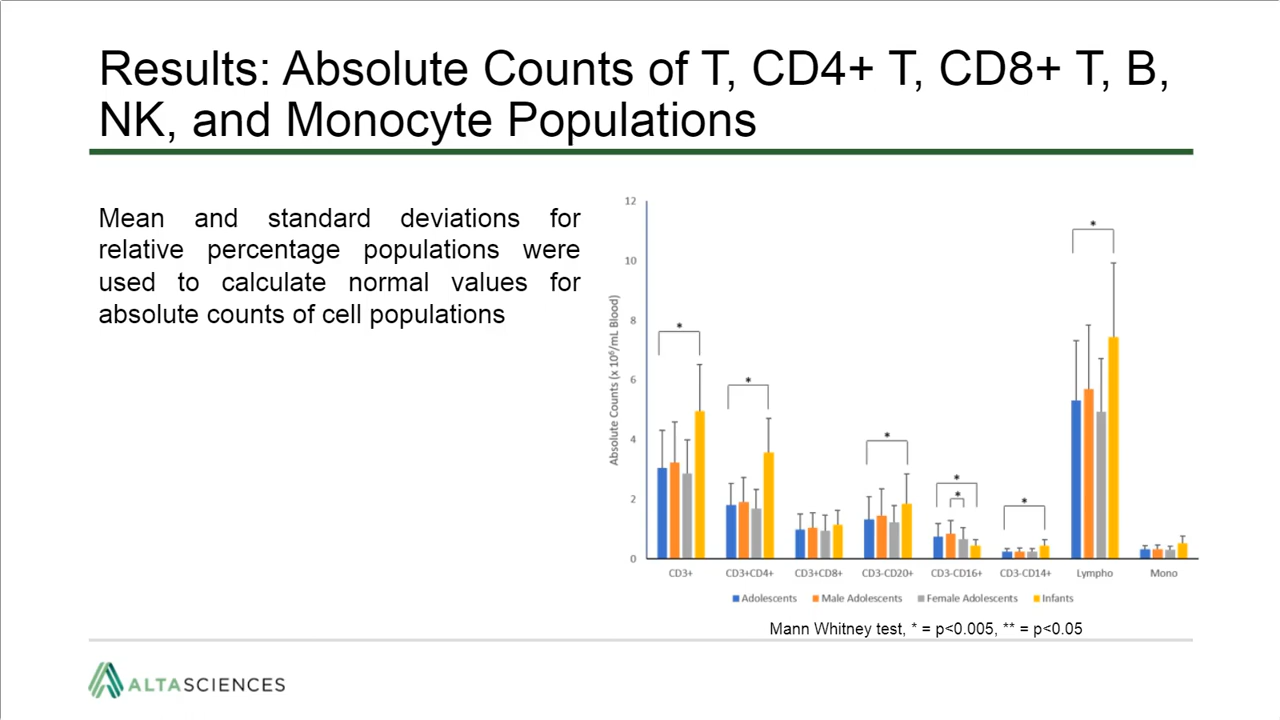 Results: Absolute Counts of T, CD4+ T, CD8+ T, B,
NK, and Monocyte Populations
Mean and standard deviations for
relative percentage populations were
used to calculate normal values for
absolute counts of cell populations
Absolute Counts (x 10⁶/mL Blood)
12
10
8
6
4
2
0
*
*
*
*
*
*
*
CD3+ CD3+CD4+ CD3+CD8+ CD3-CD20+ CD3-CD16+ CD3-CD14+ Lympho Mono
Adolescents Male Adolescents Female Adolescents Infants
Mann Whitney test, * = p<0.005, ** = p<0.05
ALTASCIENCES